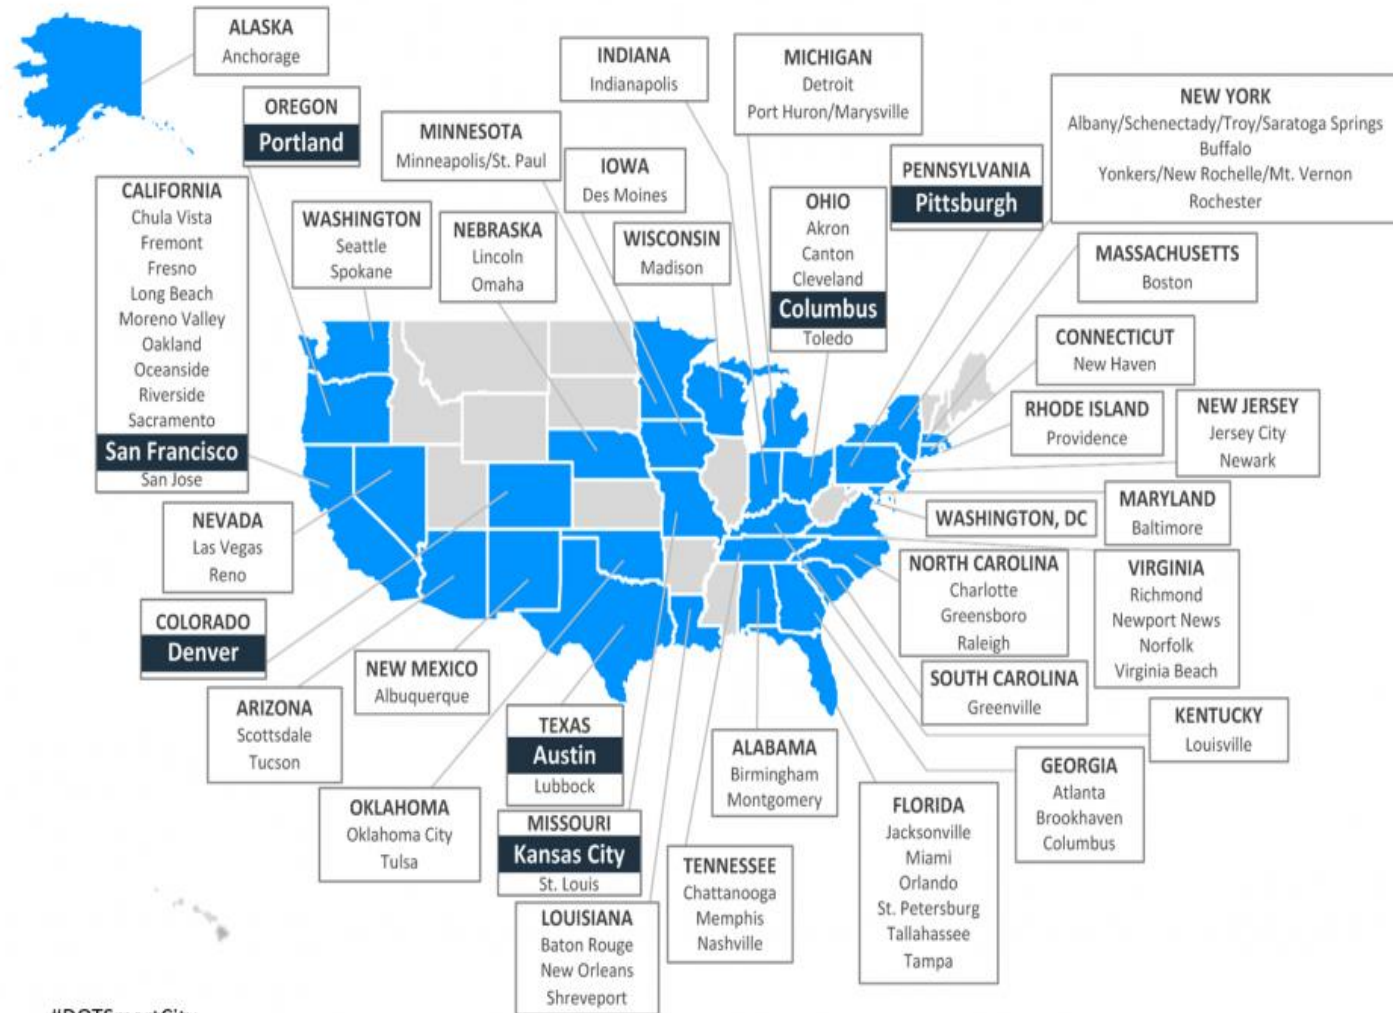 ALASKA
Anchorage
OREGON
Portland
CALIFORNIA
Chula Vista
Fremont
Fresno
Long Beach
Moreno Valley
Oakland
Oceanside
Riverside
Sacramento
San Francisco
San Jose
WASHINGTON
Seattle
Spokane
MINNESOTA
Minneapolis/St. Paul
NEBRASKA
Lincoln
Omaha
INDIANA
Indianapolis
IOWA
Des Moines
WISCONSIN
Madison
MICHIGAN
Detroit
Port Huron/Marysville
OHIO
Akron
Canton
Cleveland
Columbus
Toledo
PENNSYLVANIA
Pittsburgh
NEW YORK
Albany/Schenectady/Troy/Saratoga Springs
Buffalo
Yonkers/New Rochelle/Mt. Vernon
Rochester
MASSACHUSETTS
Boston
CONNECTICUT
New Haven
RHODE ISLAND
Providence
NEW JERSEY
Jersey City
Newark
MARYLAND
Baltimore
WASHINGTON, DC
NEVADA
Las Vegas
Reno
COLORADO
Denver
ARIZONA
Scottsdale
Tucson
NEW MEXICO
Albuquerque
OKLAHOMA
Oklahoma City
Tulsa
TEXAS
Austin
Lubbock
MISSOURI
Kansas City
St. Louis
LOUISIANA
Baton Rouge
New Orleans
Shreveport
TENNESSEE
Chattanooga
Memphis
Nashville
ALABAMA
Birmingham
Montgomery
NORTH CAROLINA
Charlotte
Greensboro
Raleigh
VIRGINIA
Richmond
Newport News
Norfolk
Virginia Beach
SOUTH CAROLINA
Greenville
KENTUCKY
Louisville
GEORGIA
Atlanta
Brookhaven
Columbus
FLORIDA
Jacksonville
Miami
Orlando
St. Petersburg
Tallahassee
Tampa